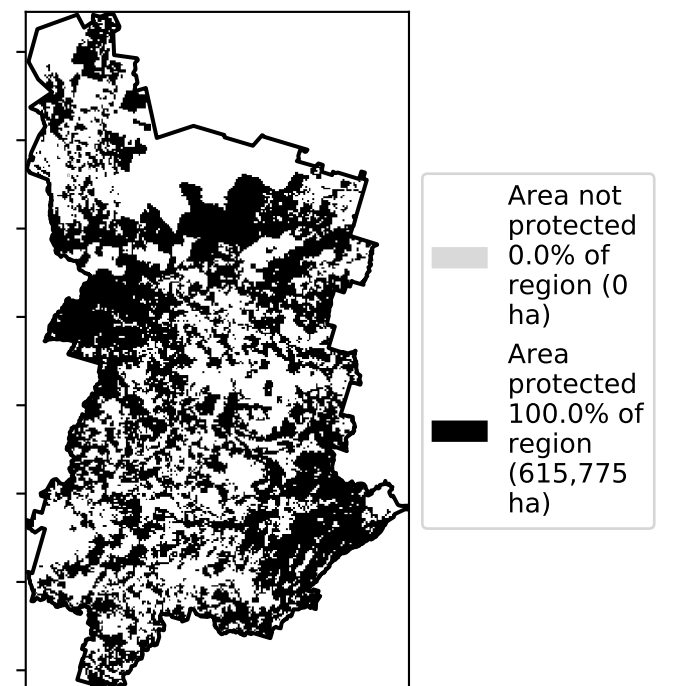 Area not
protected
0.0% of
region (0
ha)
Area
protected
100.0% of
region
(615,775
ha)